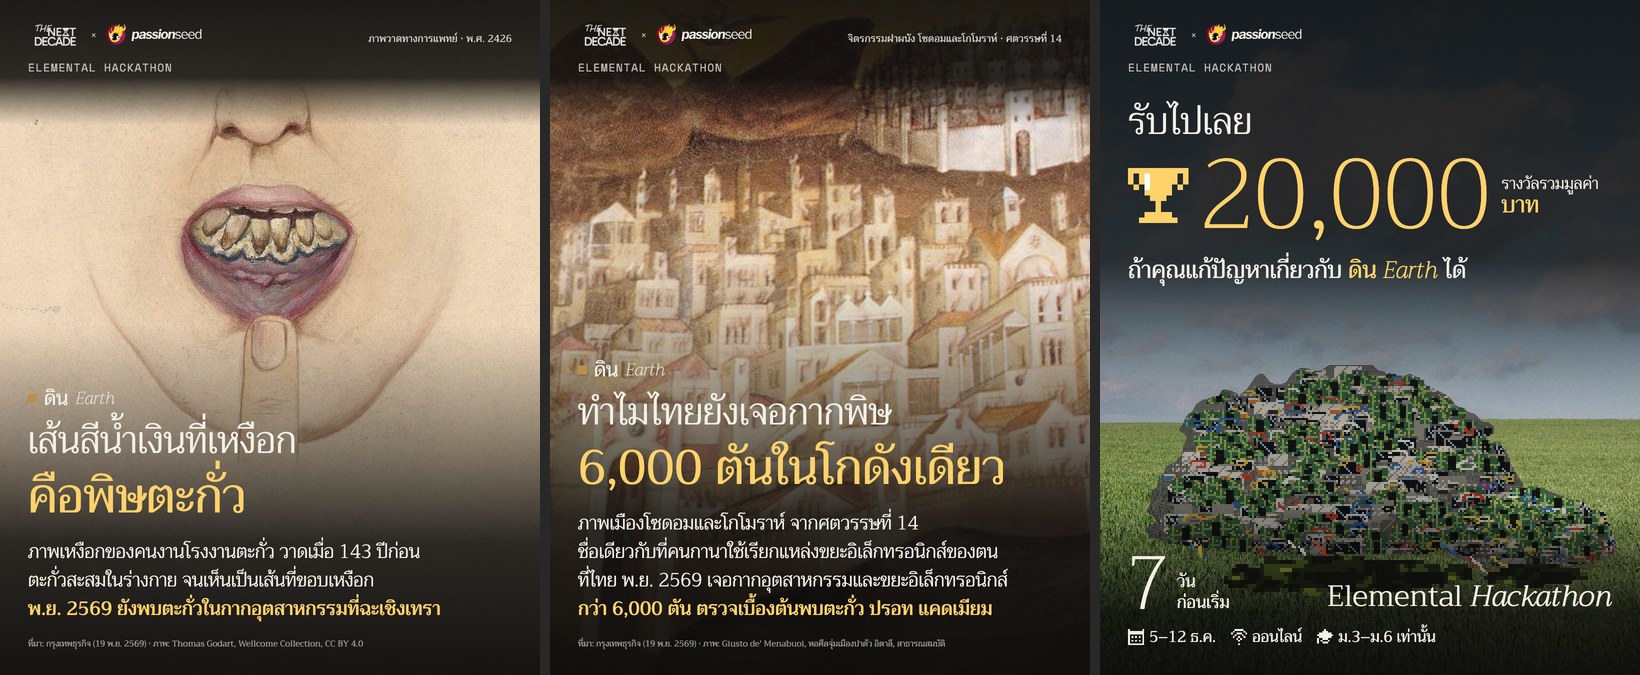 THE NEXT DECADE × passionseed
ภาพวาดทางการแพทย์ · พ.ศ. 2426
ELEMENTAL HACKATHON
ดิน Earth
เส้นสีน้ำเงินที่เหงือก
คือพิษตะกั่ว
ภาพเหงือกของคนงานโรงงานตะกั่ว วาดเมื่อ 143 ปีก่อน
ตะกั่วสะสมในร่างกาย จนเห็นเป็นเส้นที่ขอบเหงือก
พ.ย. 2569 ยังพบตะกั่วในกากอุตสาหกรรมที่ฉะเชิงเทรา
ที่มา: กรุงเทพธุรกิจ (19 พ.ย. 2569) · ภาพ: Thomas Godart, Wellcome Collection, CC BY 4.0
THE NEXT DECADE × passionseed
จิตรกรรมฝาผนัง โซดอมและโกโมราห์ · ศตวรรษที่ 14
ELEMENTAL HACKATHON
ดิน Earth
ทำไมไทยยังเจอกากพิษ
6,000 ตันในโกดังเดียว
ภาพเมืองโซดอมและโกโมราห์ จากศตวรรษที่ 14
ชื่อเดียวกับที่คนกานาใช้เรียกแหล่งขยะอิเล็กทรอนิกส์ของตน
ที่ไทย พ.ย. 2569 เจอกากอุตสาหกรรมและขยะอิเล็กทรอนิกส์
กว่า 6,000 ตัน ตรวจเบื้องต้นพบตะกั่ว ปรอท แคดเมียม
ที่มา: กรุงเทพธุรกิจ (19 พ.ย. 2569) · ภาพ: Giusto de' Menabuoi, หอศีลจุ่มเมืองปาดัว อิตาลี, สาธารณสมบัติ
THE NEXT DECADE × passionseed
ELEMENTAL HACKATHON
รับไปเลย
20,000
รางวัลรวมมูลค่า
บาท
ถ้าคุณแก้ปัญหาเกี่ยวกับ ดิน Earth ได้
7 วัน
ก่อนเริ่ม
Elemental Hackathon
5–12 ธ.ค. ออนไลน์ ม.3–ม.6 เท่านั้น